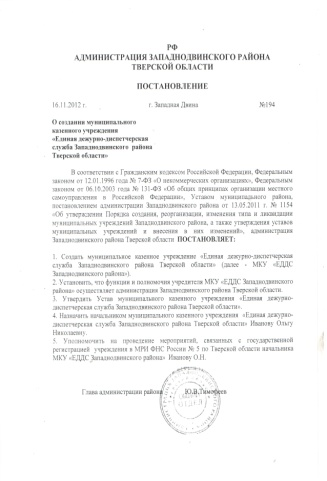 РФ
АДМИНИСТРАЦИЯ ЗАПАДНОДВИНСКОГО РАЙОНА
ТВЕРСКОЙ ОБЛАСТИ
ПОСТАНОВЛЕНИЕ
16.11.2012 г. г. Западная Двина №194
О создании муниципального
казенного учреждения
«Единая дежурно-диспетчерская
служба Западнодвинского района
Тверской области»
В соответствии с Гражданским кодексом Российской Федерации, Федеральным
законом от 12.01.1996 года № 7-ФЗ «О некоммерческих организациях», Федеральным
законом от 06.10.2003 года № 131-ФЗ «Об общих принципах организации местного
самоуправления в Российской Федерации», Уставом муниципального района,
постановлением администрации Западнодвинского района от 13.05.2011 г. № 1154
«Об утверждении Порядка создания, реорганизации, изменения типа и ликвидации
муниципальных учреждений Западнодвинского района, а также утверждения уставов
муниципальных учреждений и внесения в них изменений», администрация
Западнодвинского района Тверской области ПОСТАНОВЛЯЕТ:
1. Создать муниципальное казенное учреждение «Единая дежурно-диспетчерская
служба Западнодвинского района Тверской области» (далее - МКУ «ЕДДС
Западнодвинского района»).
2. Установить, что функции и полномочия учредителя МКУ «ЕДДС Западнодвинского
района» осуществляет администрация Западнодвинского района Тверской области.
3. Утвердить Устав муниципального казенного учреждения «Единая дежурно-
диспетчерская служба Западнодвинского района Тверской области».
4. Назначить начальником муниципального казенного учреждения «Единая дежурно-
диспетчерская служба Западнодвинского района Тверской области» Иванову Ольгу
Николаевну.
5. Уполномочить на проведение мероприятий, связанных с государственной
регистрацией учреждения в МРИ ФНС России № 5 по Тверской области начальника
МКУ «ЕДДС Западнодвинского района» Иванову О.Н.
Глава администрации района Ю.В.Тимофеев